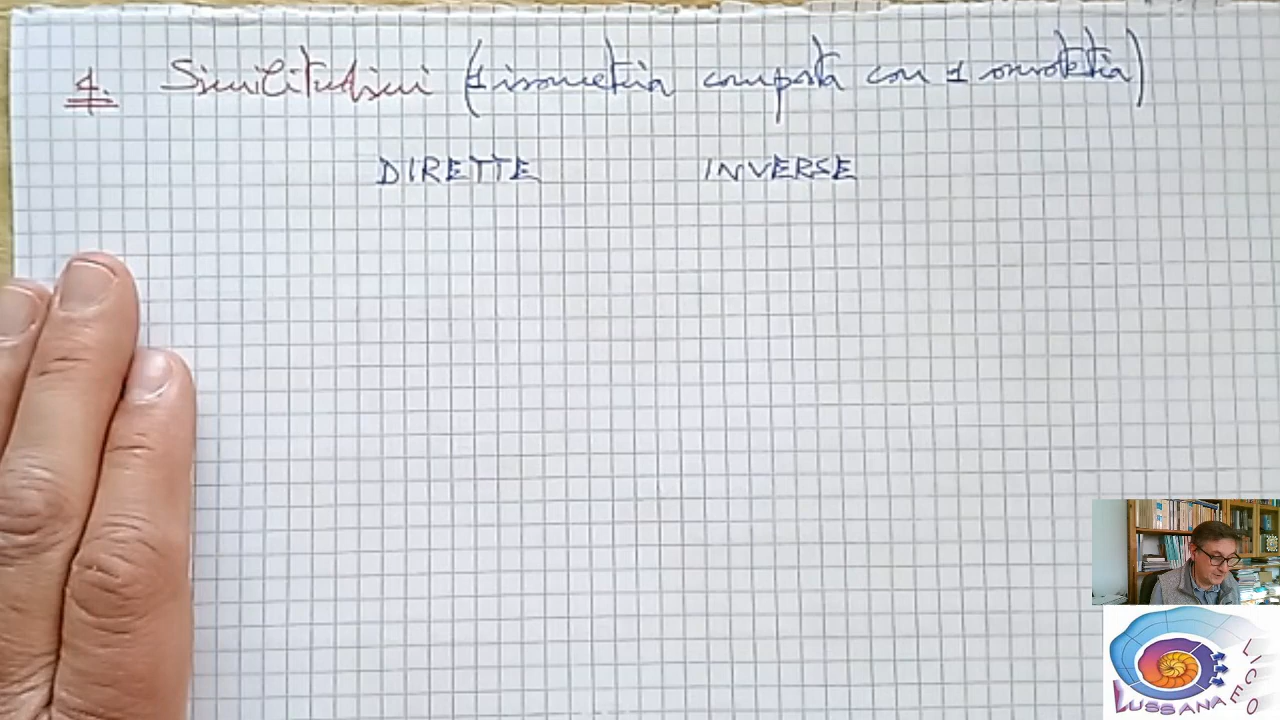 4. Similitudini (1 isometria composta con 1 omotetia)
DIRETTE INVERSE
LICEO
LUSSANA